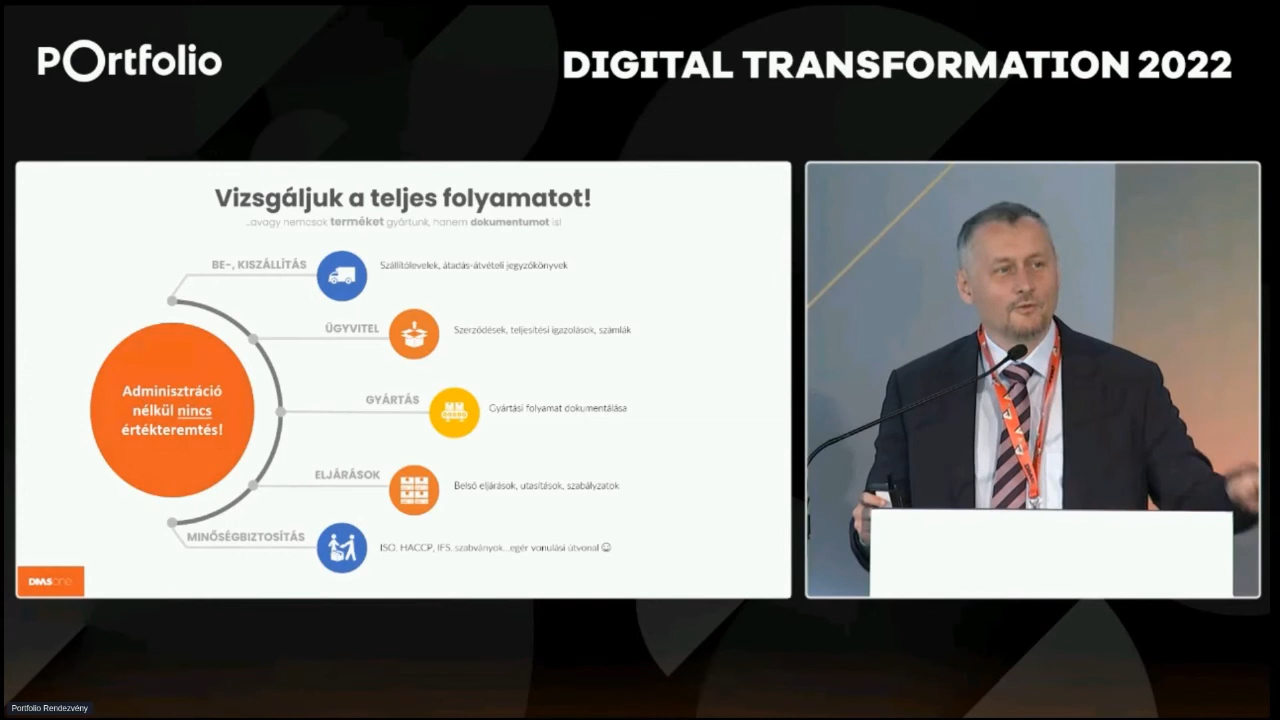 POrtfolio
DIGITAL TRANSFORMATION 2022
Vizsgáljuk a teljes folyamatot!
...avagy nemcsak terméket gyártunk, hanem dokumentumot is!
BE-, KISZÁLLÍTÁS
Szállítólevelek, átadás-átvételi jegyzőkönyvek
ÜGYVITEL
Szerződések, teljesítési igazolások, számlák
Adminisztráció
nélkül nincs
értékteremtés!
GYÁRTÁS
Gyártási folyamat dokumentálása
ELJÁRÁSOK
Belső eljárások, utasítások, szabályzatok
MINŐSÉGBIZTOSÍTÁS
ISO, HACCP, IFS..szabványok...egér vonulási útvonal ☺
DMSone
Portfolio Rendezvény